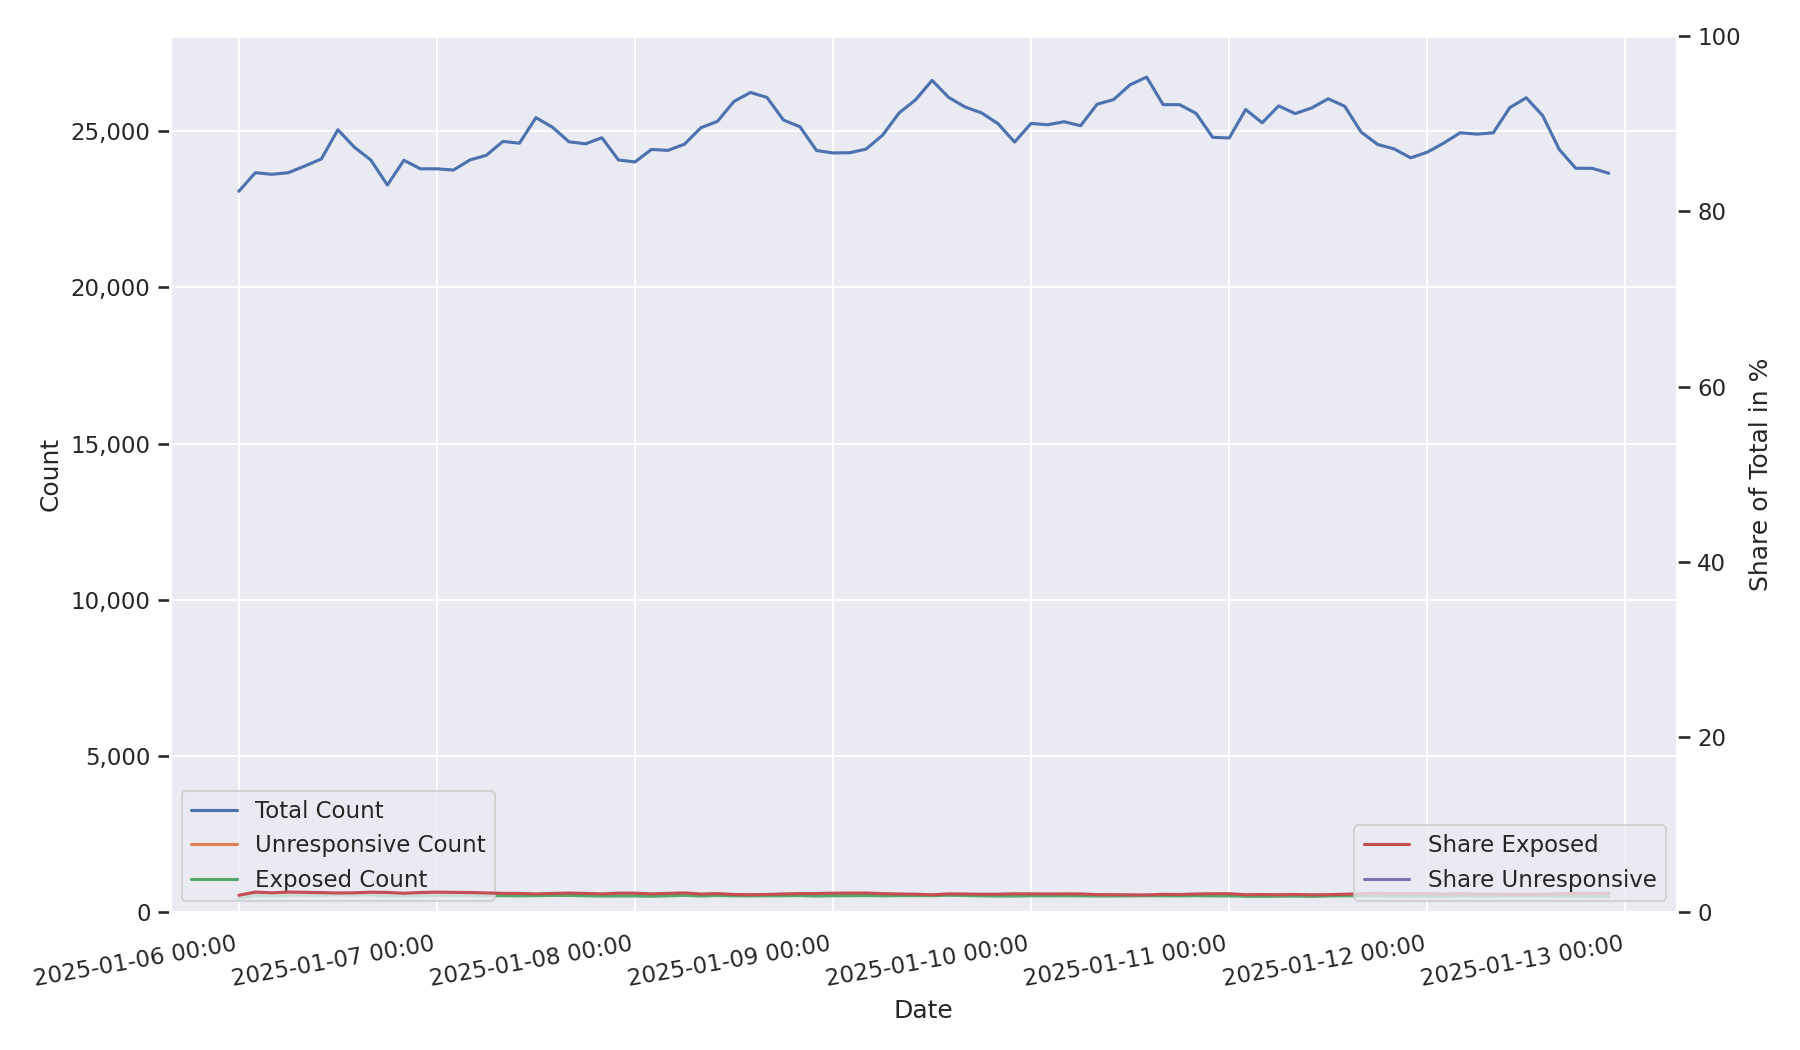 100
80
60
40
20
0
Share of Total in %
25,000
20,000
15,000
10,000
5,000
0
Count
Total Count
Unresponsive Count
Exposed Count
Share Exposed
Share Unresponsive
2025-01-06 00:00
2025-01-07 00:00
2025-01-08 00:00
2025-01-09 00:00
2025-01-10 00:00
2025-01-11 00:00
2025-01-12 00:00
2025-01-13 00:00
Date